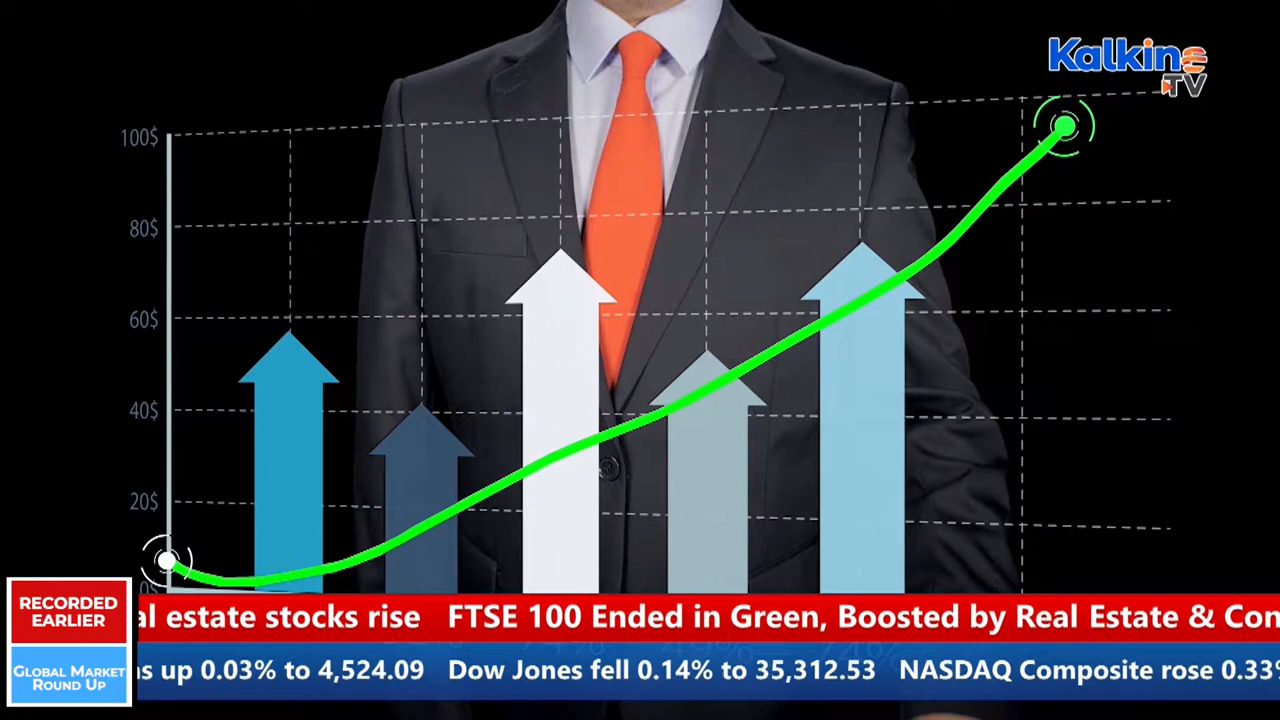 Kalkine
TV
100$
80$
60$
40$
20$
0$
RECORDED
EARLIER
al estate stocks rise FTSE 100 Ended in Green, Boosted by Real Estate & Con
GLOBAL MARKET
ROUND UP
as up 0.03% to 4,524.09 Dow Jones fell 0.14% to 35,312.53 NASDAQ Composite rose 0.33%